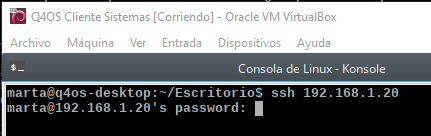 Q4OS Cliente Sistemas [Corriendo] - Oracle VM VirtualBox
Archivo Máquina Ver Entrada Dispositivos Ayuda
Consola de Linux - Konsole
marta@q4os-desktop:~/Escritorio$ ssh 192.168.1.20
marta@192.168.1.20's password: